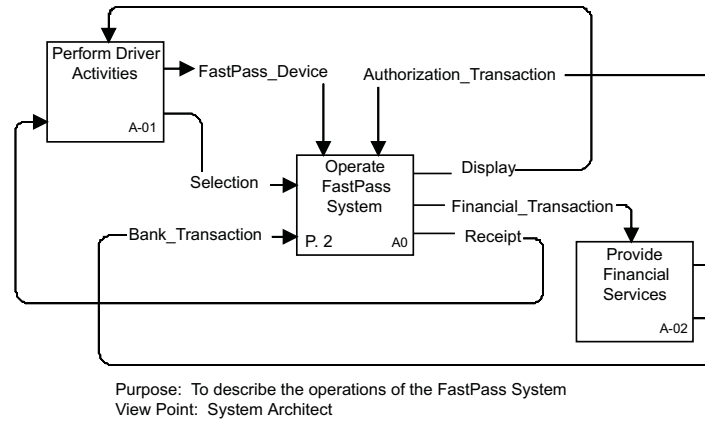 Perform Driver
Activities
A-01
FastPass_Device
Authorization_Transaction
Selection
Operate
FastPass
System
P. 2
A0
Display
Financial_Transaction
Receipt
Bank_Transaction
Provide
Financial
Services
A-02
Purpose: To describe the operations of the FastPass System
View Point: System Architect